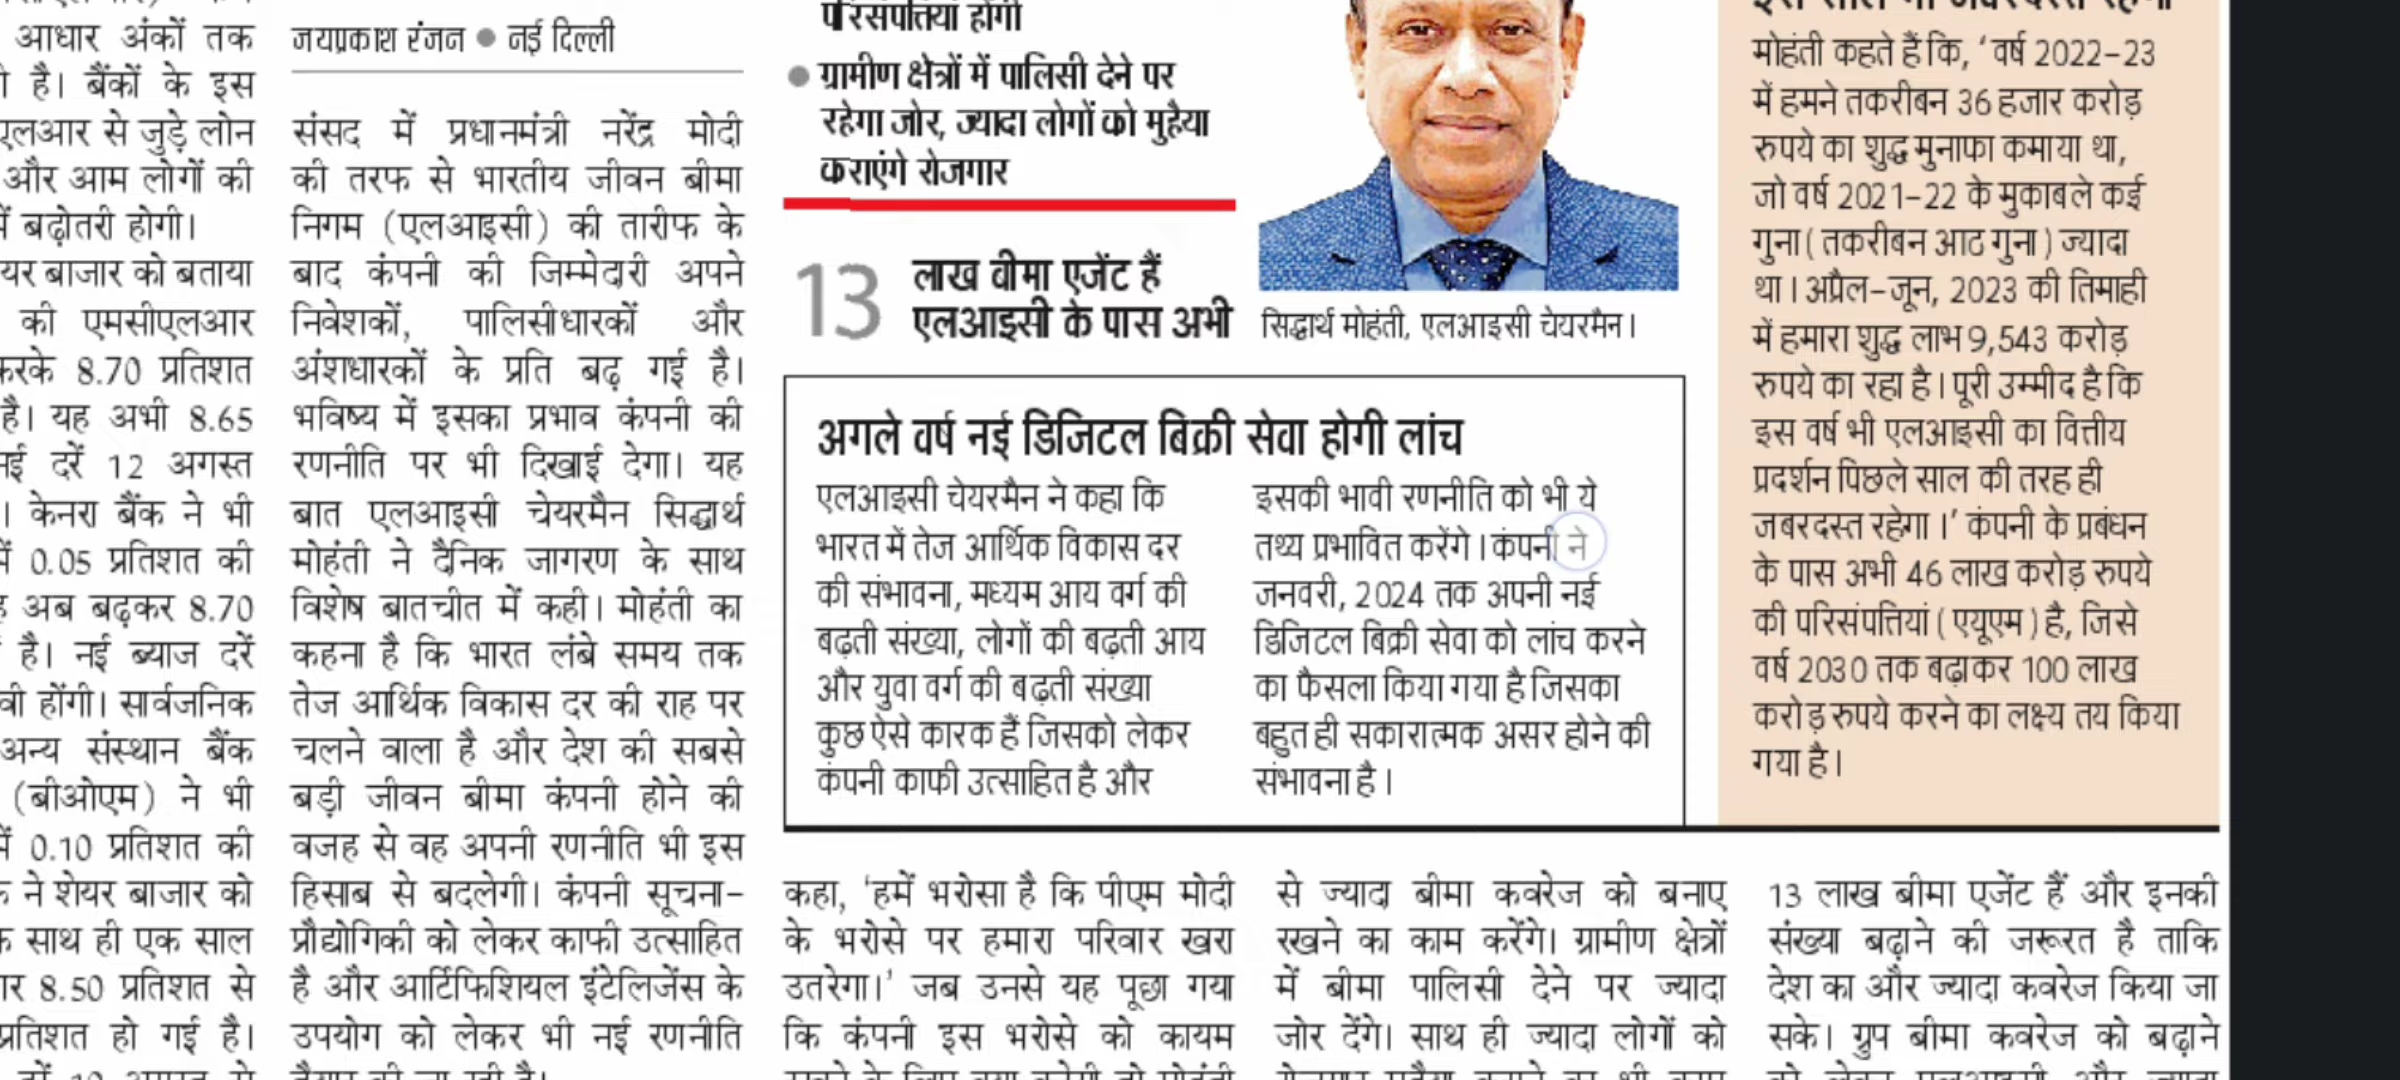 आधार अंकों तक
है। बैंकों के इस
एलआर से जुड़े लोन
और आम लोगों की
में बढ़ोतरी होगी।
यर बाजार को बताया
की एमसीएलआर
करके 8.70 प्रतिशत
है। यह अभी 8.65
नई दरें 12 अगस्त
। केनरा बैंक ने भी
में 0.05 प्रतिशत की
अब बढ़कर 8.70
है। नई ब्याज दरें
वी होंगी। सार्वजनिक
अन्य संस्थान बैंक
(बीओएम) ने भी
में 0.10 प्रतिशत की
ने शेयर बाजार को
साथ ही एक साल
आर 8.50 प्रतिशत से
प्रतिशत हो गई है।
जयप्रकाश रंजन ● नई दिल्ली
संसद में प्रधानमंत्री नरेंद्र मोदी
की तरफ से भारतीय जीवन बीमा
निगम (एलआइसी) की तारीफ के
बाद कंपनी की जिम्मेदारी अपने
निवेशकों, पालिसीधारकों और
अंशधारकों के प्रति बढ़ गई है।
भविष्य में इसका प्रभाव कंपनी की
रणनीति पर भी दिखाई देगा। यह
बात एलआइसी चेयरमैन सिद्धार्थ
मोहंती ने दैनिक जागरण के साथ
विशेष बातचीत में कही। मोहंती का
कहना है कि भारत लंबे समय तक
तेज आर्थिक विकास दर की राह पर
चलने वाला है और देश की सबसे
बड़ी जीवन बीमा कंपनी होने की
वजह से वह अपनी रणनीति भी इस
हिसाब से बदलेगी। कंपनी सूचना-
प्रौद्योगिकी को लेकर काफी उत्साहित
है और आर्टिफिशियल इंटेलिजेंस के
उपयोग को लेकर भी नई रणनीति
परिसंपत्तियां होंगी
● ग्रामीण क्षेत्रों में पालिसी देने पर
रहेगा जोर, ज्यादा लोगों को मुहैया
कराएंगे रोजगार
13 लाख बीमा एजेंट हैं
एलआइसी के पास अभी
सिद्धार्थ मोहंती, एलआइसी चेयरमैन।
अगले वर्ष नई डिजिटल बिक्री सेवा होगी लांच
एलआइसी चेयरमैन ने कहा कि
भारत में तेज आर्थिक विकास दर
की संभावना, मध्यम आय वर्ग की
बढ़ती संख्या, लोगों की बढ़ती आय
और युवा वर्ग की बढ़ती संख्या
कुछ ऐसे कारक हैं जिसको लेकर
कंपनी काफी उत्साहित है और
इसकी भावी रणनीति को भी ये
तथ्य प्रभावित करेंगे। कंपनी ने
जनवरी, 2024 तक अपनी नई
डिजिटल बिक्री सेवा को लांच करने
का फैसला किया गया है जिसका
बहुत ही सकारात्मक असर होने की
संभावना है।
मोहंती कहते हैं कि, ‘वर्ष 2022-23
में हमने तकरीबन 36 हजार करोड़
रुपये का शुद्ध मुनाफा कमाया था,
जो वर्ष 2021-22 के मुकाबले कई
गुना (तकरीबन आठ गुना) ज्यादा
था। अप्रैल-जून, 2023 की तिमाही
में हमारा शुद्ध लाभ 9,543 करोड़
रुपये का रहा है। पूरी उम्मीद है कि
इस वर्ष भी एलआइसी का वित्तीय
प्रदर्शन पिछले साल की तरह ही
जबरदस्त रहेगा।’ कंपनी के प्रबंधन
के पास अभी 46 लाख करोड़ रुपये
की परिसंपत्तियां (एयूएम) है, जिसे
वर्ष 2030 तक बढ़ाकर 100 लाख
करोड़ रुपये करने का लक्ष्य तय किया
गया है।
कहा, ‘हमें भरोसा है कि पीएम मोदी
के भरोसे पर हमारा परिवार खरा
उतरेगा।’ जब उनसे यह पूछा गया
कि कंपनी इस भरोसे को कायम
से ज्यादा बीमा कवरेज को बनाए
रखने का काम करेंगे। ग्रामीण क्षेत्रों
में बीमा पालिसी देने पर ज्यादा
जोर देंगे। साथ ही ज्यादा लोगों को
13 लाख बीमा एजेंट हैं और इनकी
संख्या बढ़ाने की जरूरत है ताकि
देश का और ज्यादा कवरेज किया जा
सके। ग्रुप बीमा कवरेज को बढ़ाने